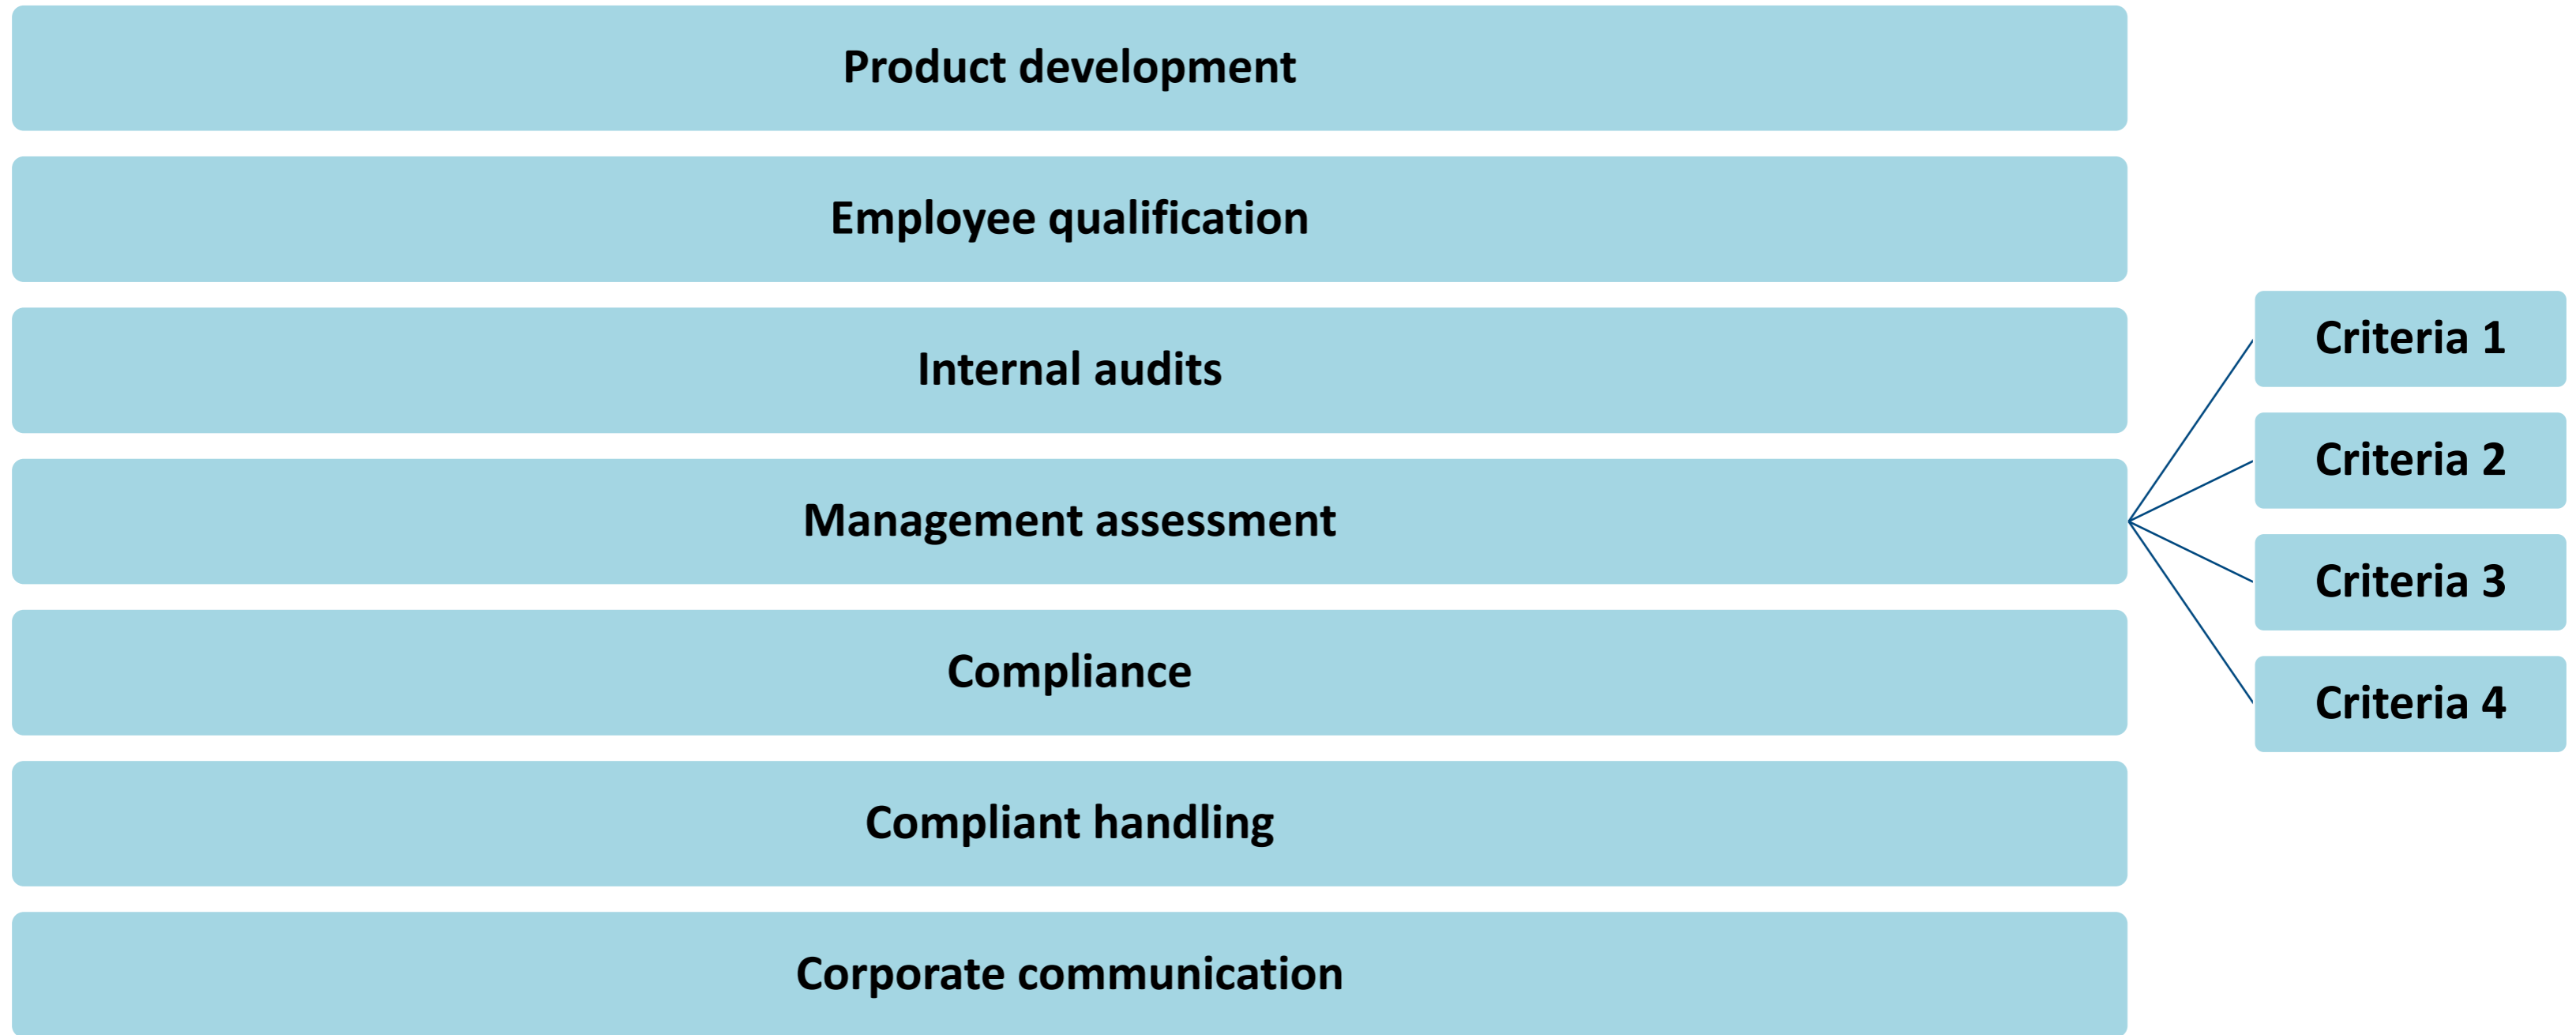 Product development
Employee qualification
Internal audits
Management assessment
Compliance
Compliant handling
Corporate communication
Criteria 1
Criteria 2
Criteria 3
Criteria 4